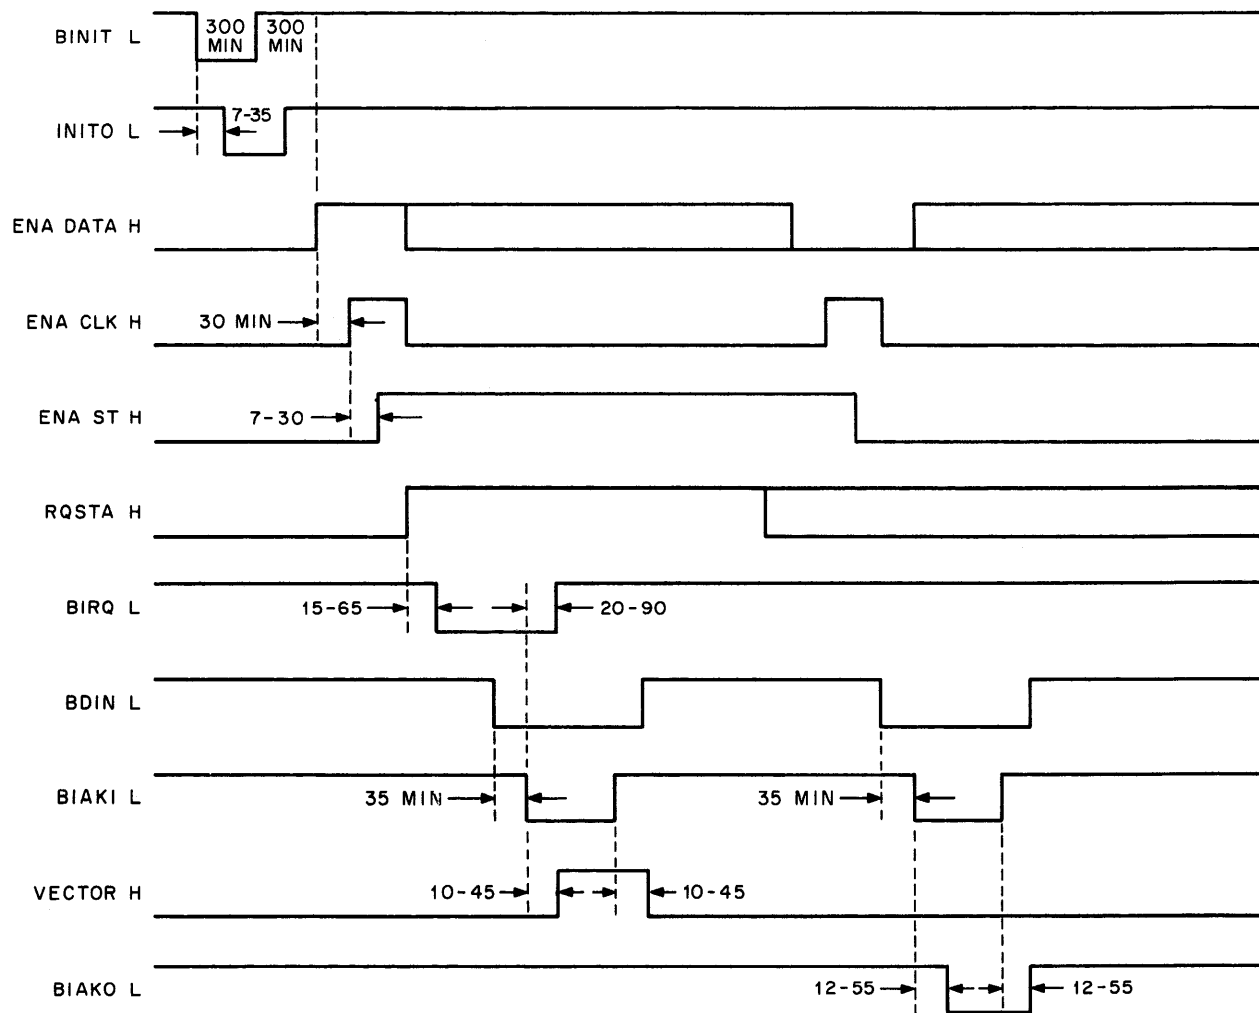 BINIT L
300 MIN
300 MIN
INITO L
7-35
ENA DATA H
ENA CLK H
30 MIN
ENA ST H
7-30
RQSTA H
BIRQ L
15-65
20-90
BDIN L
BIAKI L
35 MIN
35 MIN
VECTOR H
10-45
10-45
BIAKO L
12-55
12-55